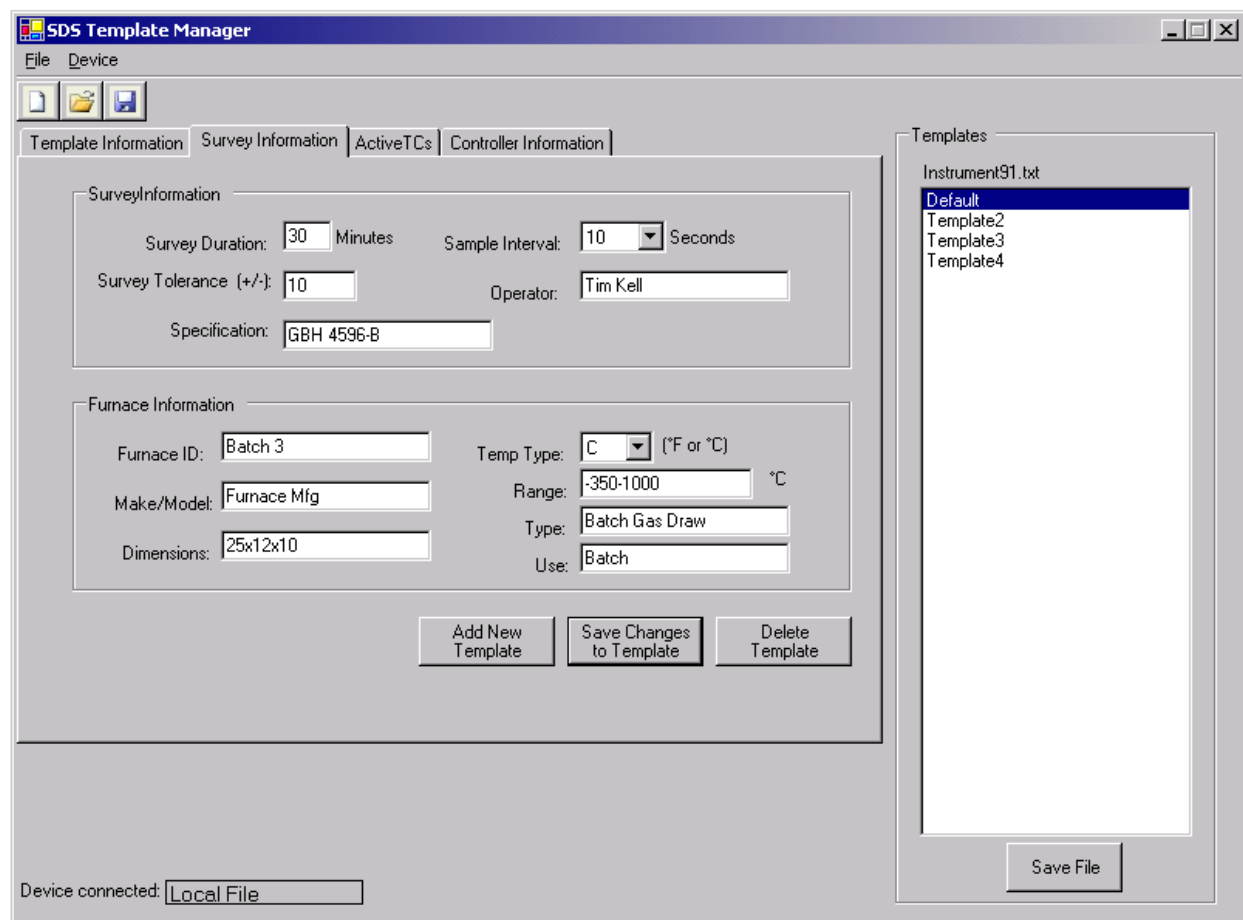 SDS Template Manager
File Device
Template Information Survey Information ActiveTCs Controller Information
SurveyInformation
Survey Duration: 30 Minutes Sample Interval: 10 Seconds
Survey Tolerance (+/-): 10 Operator: Tim Kell
Specification: GBH 4596-B
Furnace Information
Furnace ID: Batch 3 Temp Type: C (°F or °C)
Make/Model: Furnace Mfg Range: -350-1000 °C
Dimensions: 25x12x10 Type: Batch Gas Draw
Use: Batch
Add New
Template
Save Changes
to Template
Delete
Template
Templates
Instrument91.txt
Default
Template2
Template3
Template4
Save File
Device connected: Local File